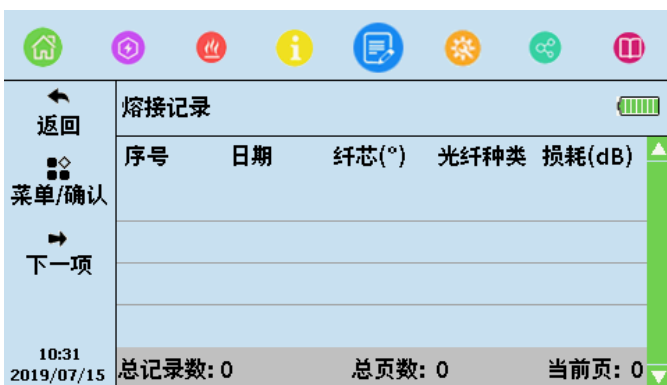 熔接记录
返回
菜单/确认
下一项
10:31
2019/07/15
序号 日期 纤芯(°) 光纤种类 损耗(dB)
总记录数: 0 总页数: 0 当前页: 0